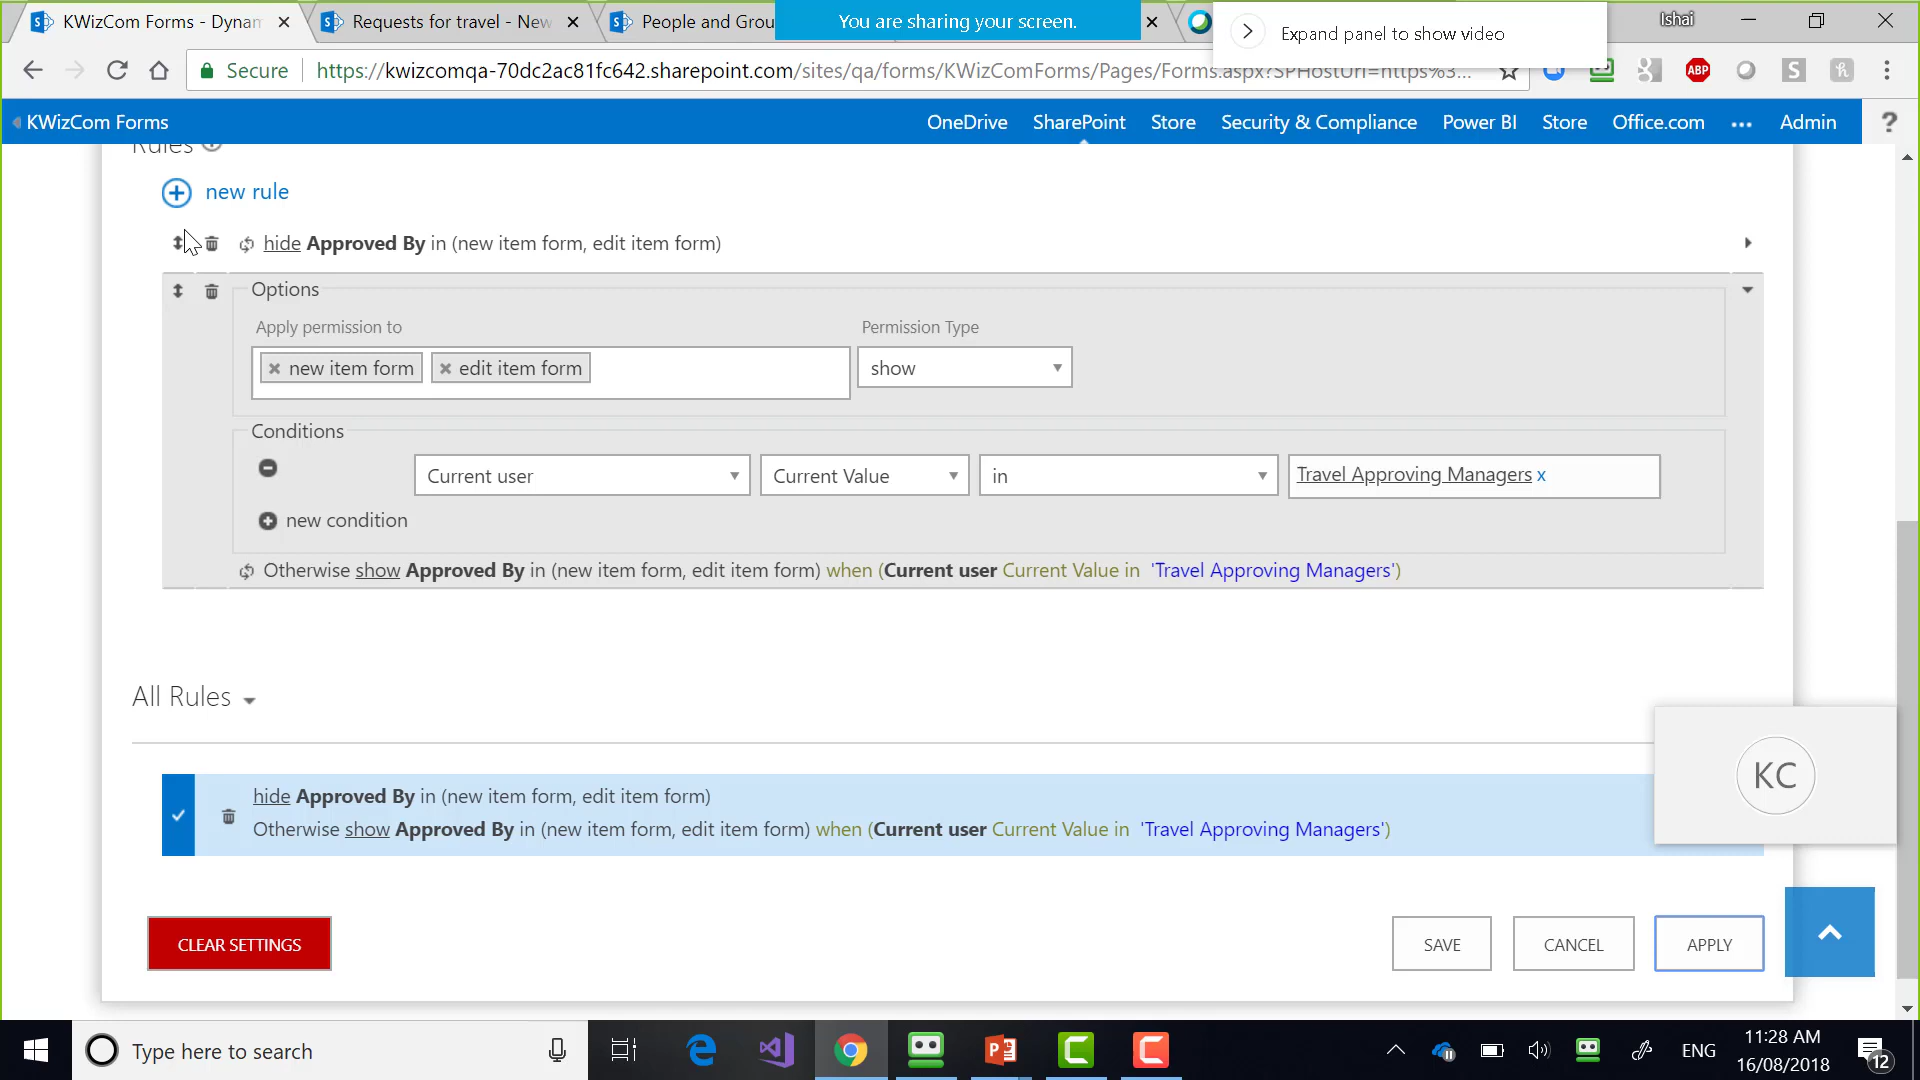 KWizCom Forms - Dynam
Requests for travel - New
People and Grou
You are sharing your screen.
Expand panel to show video
Ishai
Secure
https://kwizcomqa-70dc2ac81fc642.sharepoint.com/sites/qa/forms/KWizComForms/Pages/Forms.aspx?SPHostUrl=https%3...
ABP
KWizCom Forms
OneDrive
SharePoint
Store
Security & Compliance
Power BI
Store
Office.com
Admin
?
Rules
new rule
hide Approved By in (new item form, edit item form)
Options
Apply permission to
Permission Type
new item form
edit item form
show
Conditions
Current user
Current Value
in
Travel Approving Managers x
new condition
Otherwise show Approved By in (new item form, edit item form) when (Current user Current Value in 'Travel Approving Managers')
All Rules
hide Approved By in (new item form, edit item form)
Otherwise show Approved By in (new item form, edit item form) when (Current user Current Value in 'Travel Approving Managers')
KC
CLEAR SETTINGS
SAVE
CANCEL
APPLY
Type here to search
ENG
11:28 AM
16/08/2018
12